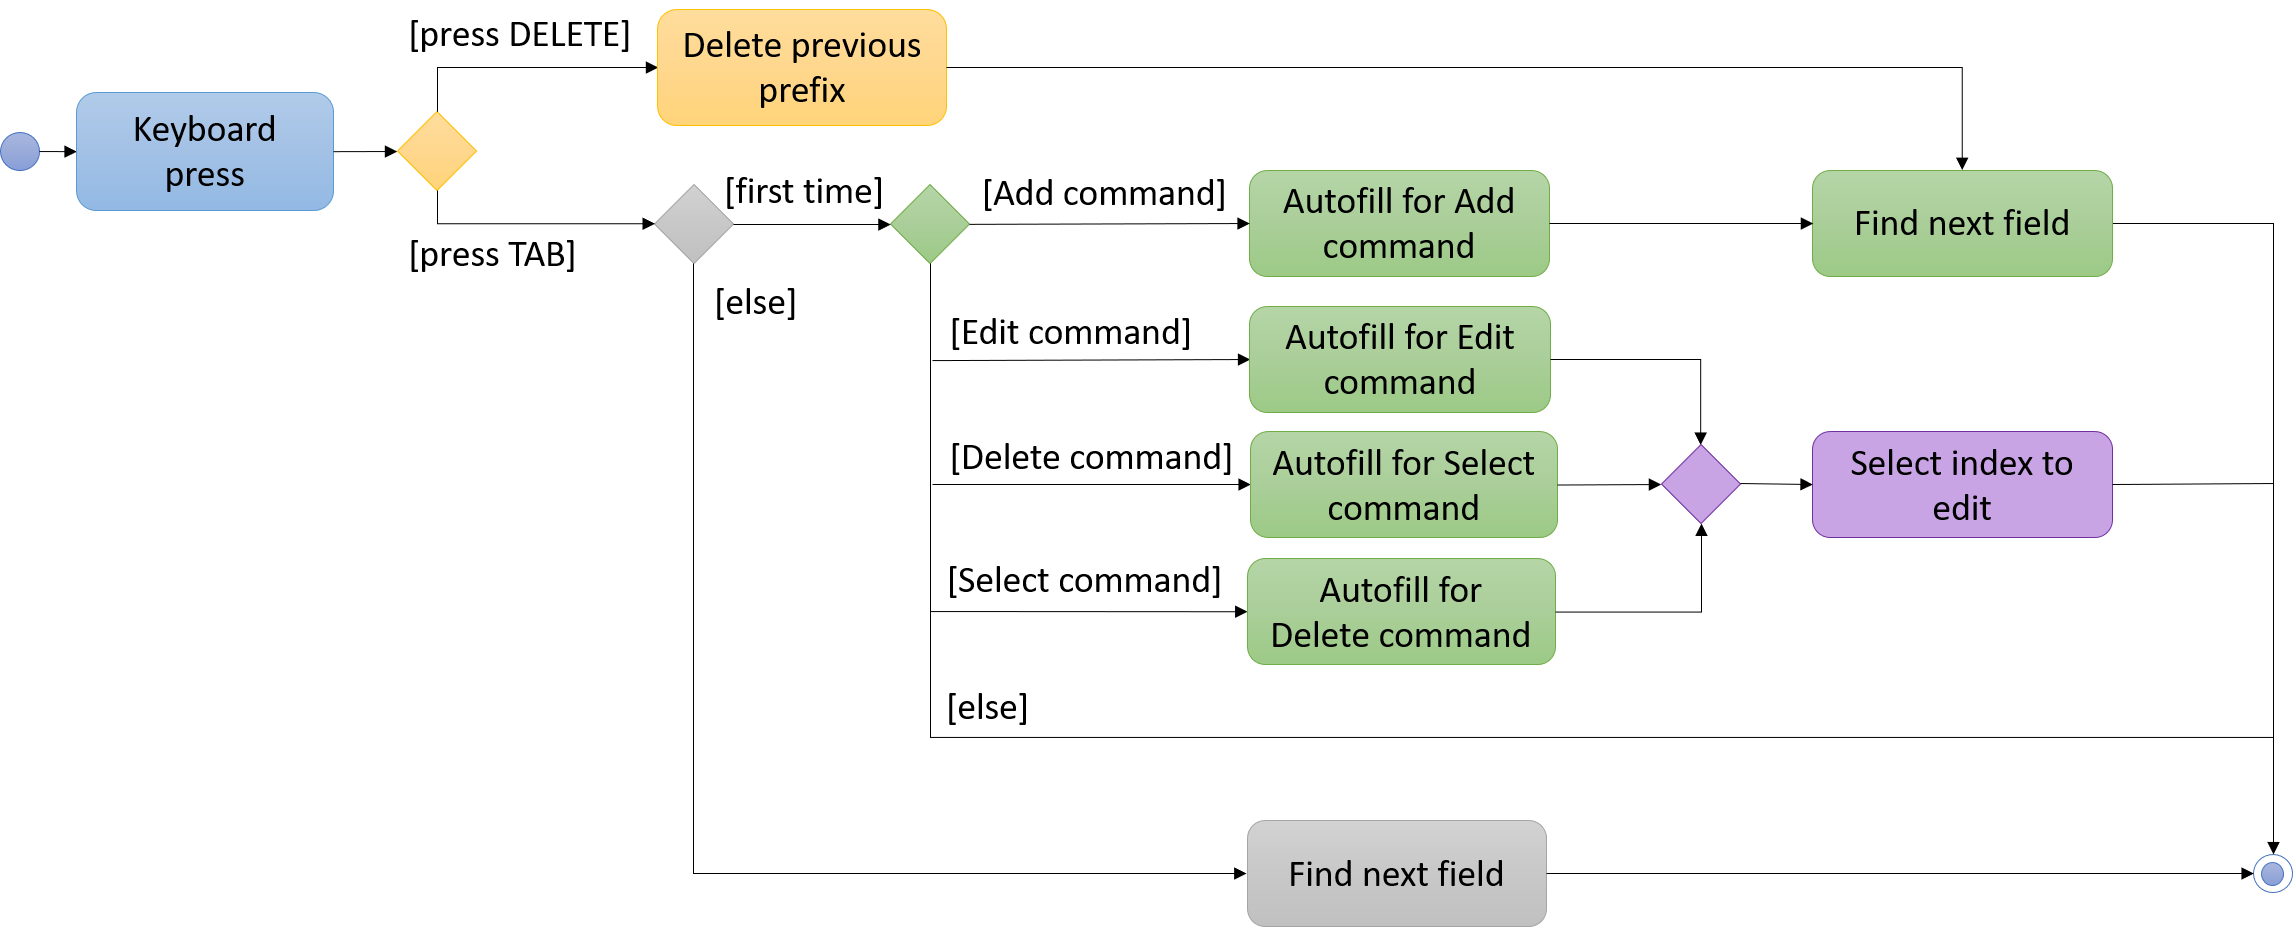 [press DELETE]
Delete previous
prefix
Keyboard
press
[press TAB]
[first time]
[Add command]
Autofill for Add
command
Find next field
[else]
[Edit command]
Autofill for Edit
command
[Delete command]
Autofill for Select
command
Select index to
edit
[Select command]
Autofill for
Delete command
[else]
Find next field